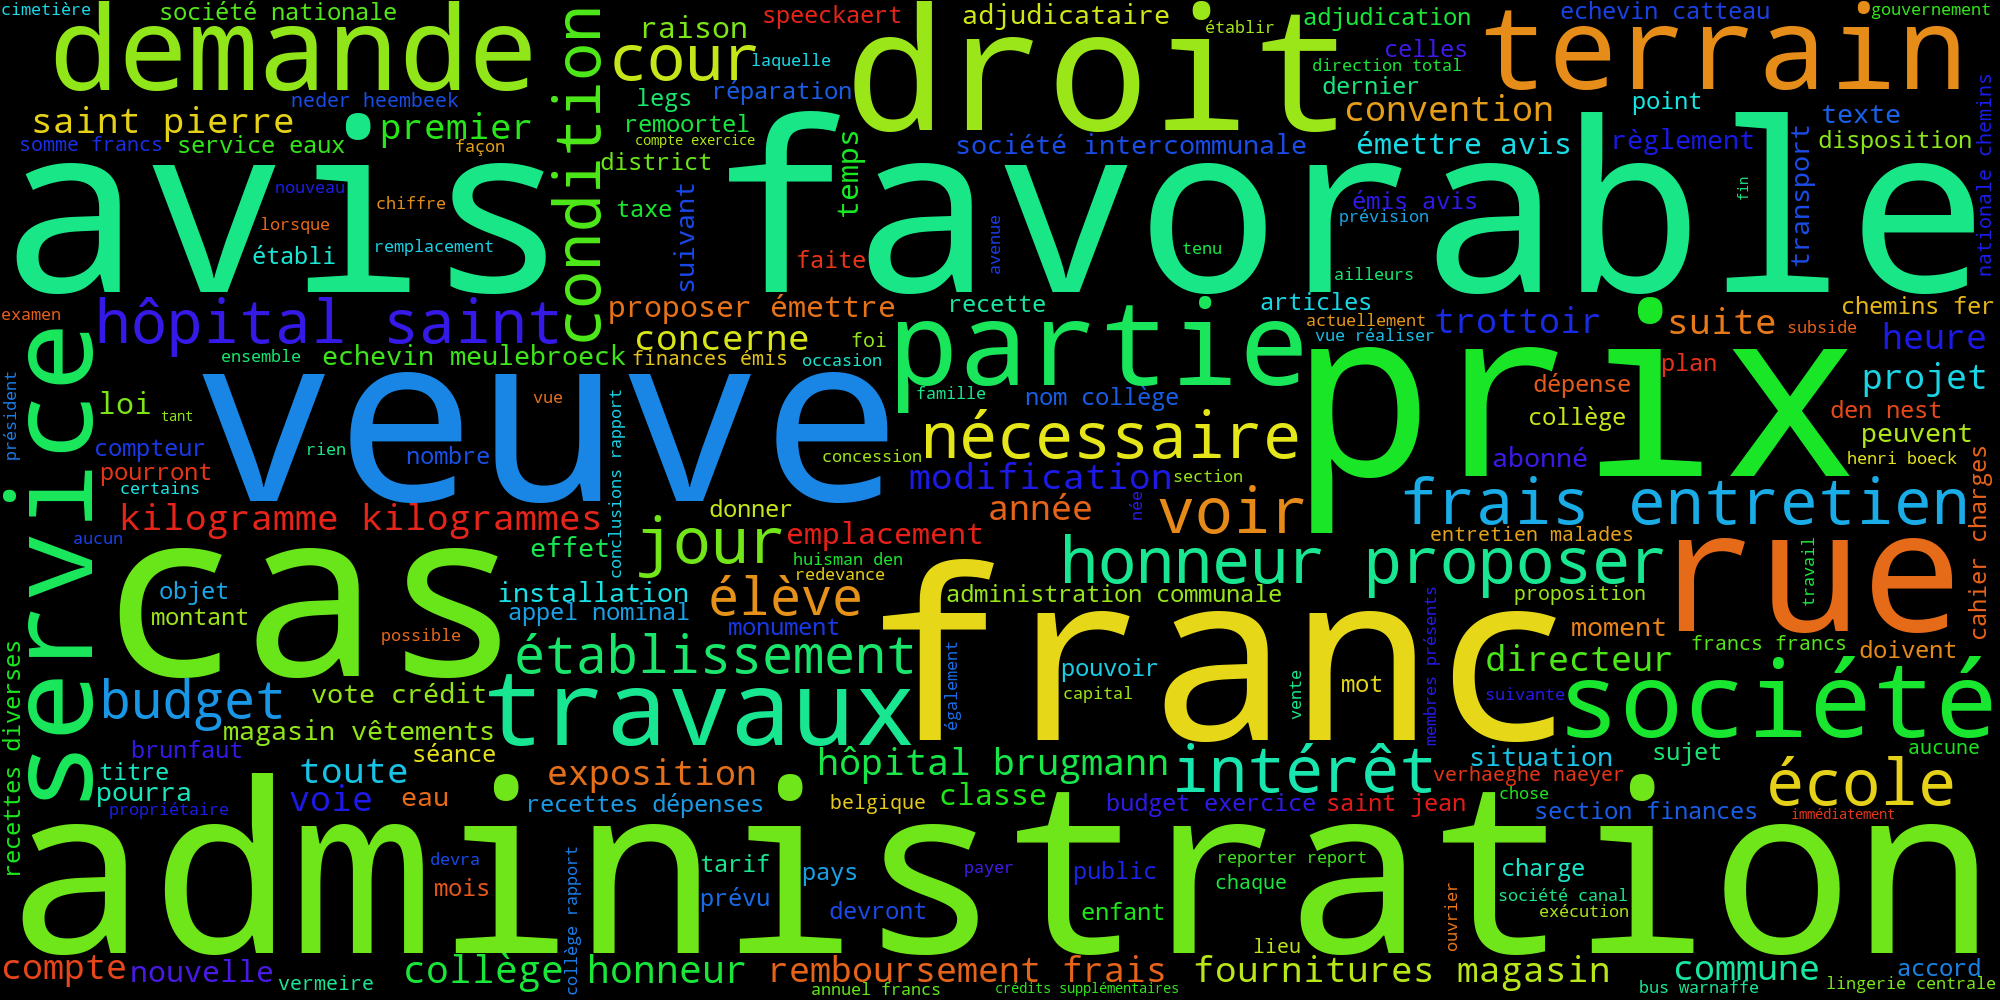 cimetière
société nationale
demande
condition
raison
cour
speeckaert
laquelle
adjudicataire
établir
droit
adjudication
celles
direction total
dernier
echevin catteau
gouvernement
terrain
neder heembeek
saint pierre
premier
somme francs
service eaux
façon
legs
réparation
remoortel
compte exercice
district
temps
société intercommunale
convention
émettre avis
point
règlement
texte
disposition
transport
nationale chemins
avis
favorable
nouveau
chiffre
lorsque
établi
remplacement
taxe
suivant
faite
avenue
tenu
émis avis
prévision
ailleurs
fin
examen
hôpital saint
proposer émettre
concerne
recette
articles
actuellement
vue réaliser
trottoir
suite
subside
chemins fer
heure
service
ensemble
echevin meulebroeck
finances émis
foi
occasion
partie
prix
plan
projet
président
loi
tant
veuve
vue
conclusions rapport
famille
nom collège
dépense
collège
den nest
peuvent
compteur
pourront
certains
rien
nombre
concession
nécessaire
modification
section
abonné
henri boeck
cahier charges
kilogramme kilogrammes
aucun
donner
jour
emplacement
année
née
voir
frais entretien
entretien malades
effet
huisman den
redevance
honneur proposer
rue
travail
cas
objet
montant
possible
installation
appel nominal
élève
monument
administration communale
franc
proposition
moment
francs francs
doivent
recettes diverses
établissement
également
pouvoir
capital
vente
mot
membres présents
directeur
suivante
société
budget
vote crédit
travaux
magasin vêtements
brunfaut
séance
titre
pourra
toute
voie
eau
propriétaire
exposition
recettes dépenses
hôpital brugmann
belgique
classe
intérêt
budget exercice
saint jean
situation
verhaeghe naeyer
chose
sujet
aucune
école
section finances
immédiatement
administration
devra
mois
collège rapport
tarif
prévu
pays
devront
payer
public
enfant
reporter report
chaque
lieu
ouvrier
charge
société canal
exécution
compte
nouvelle
vermeire
collège honneur
remboursement frais
annuel francs
crédits supplémentaires
fournitures magasin
commune
bus warnaffe
accord
lingerie centrale